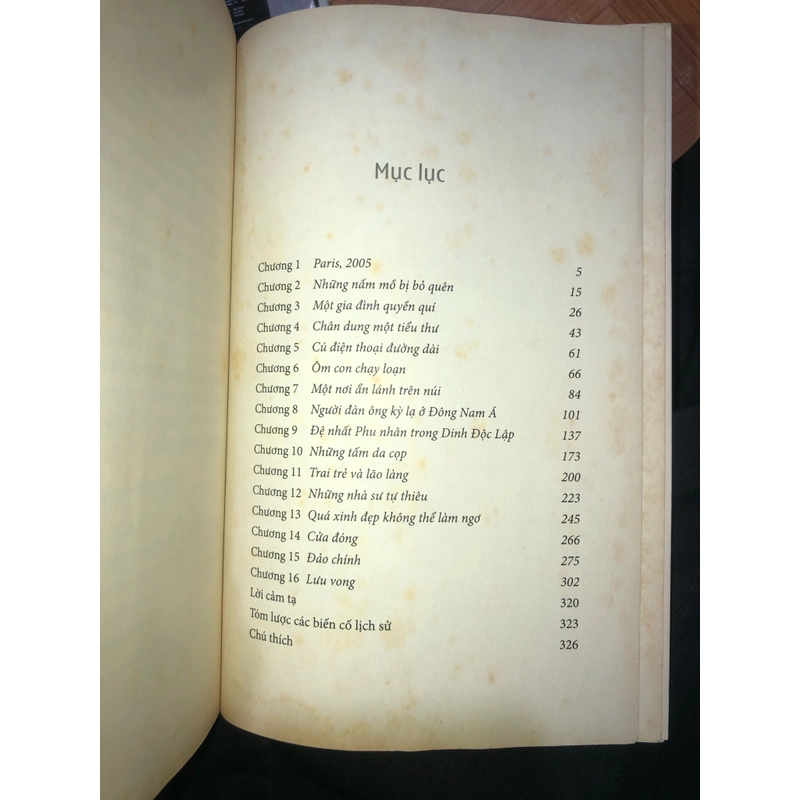 Mục lục
Chương 1 Paris, 2005 5
Chương 2 Những nấm mồ bị bỏ quên 15
Chương 3 Một gia đình quyền quí 26
Chương 4 Chân dung một tiểu thư 43
Chương 5 Cú điện thoại đường dài 61
Chương 6 Ôm con chạy loạn 66
Chương 7 Một nơi ẩn lánh trên núi 84
Chương 8 Người đàn ông kỳ lạ ở Đông Nam Á 101
Chương 9 Đệ nhất Phu nhân trong Dinh Độc Lập 137
Chương 10 Những tấm da cọp 173
Chương 11 Trai trẻ và lão làng 200
Chương 12 Những nhà sư tự thiêu 223
Chương 13 Quá xinh đẹp không thể làm ngơ 245
Chương 14 Cửa đóng 266
Chương 15 Đảo chính 275
Chương 16 Lưu vong 302
Lời cảm tạ 320
Tóm lược các biến cố lịch sử 323
Chú thích 326